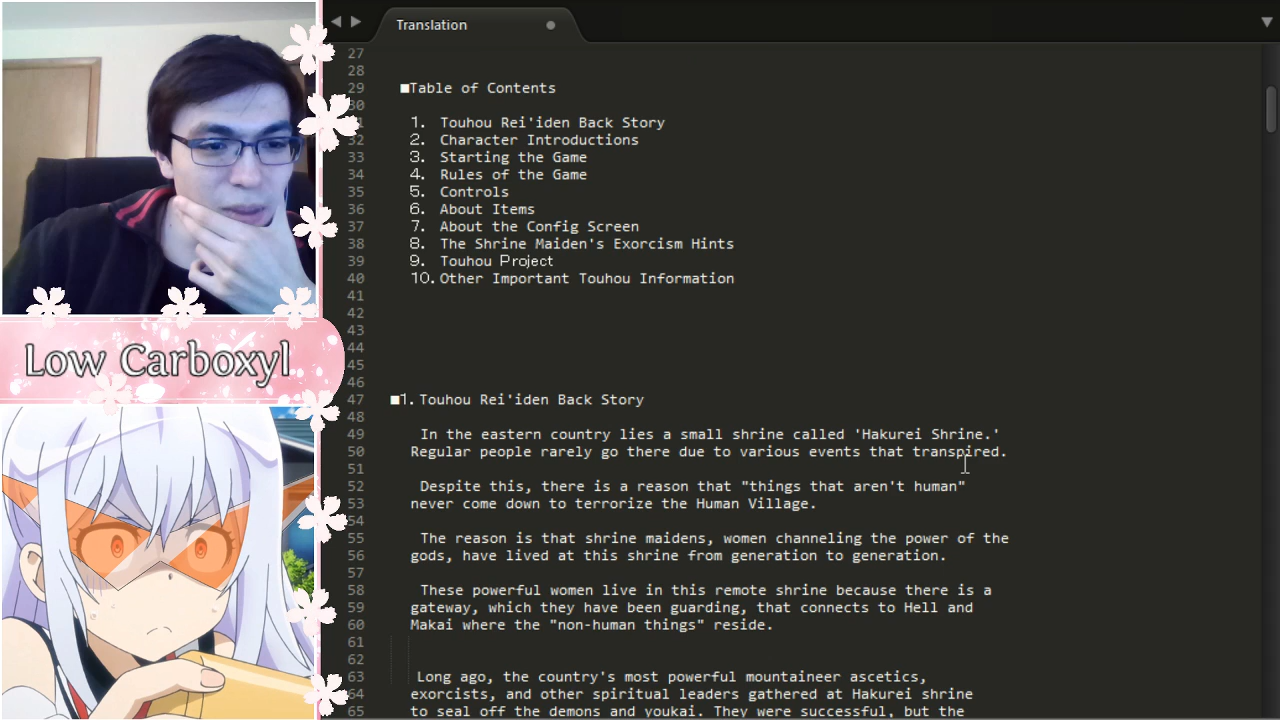 Translation
27
28
29 ■Table of Contents
30
31 1. Touhou Rei'iden Back Story
32 2. Character Introductions
33 3. Starting the Game
34 4. Rules of the Game
35 5. Controls
36 6. About Items
37 7. About the Config Screen
38 8. The Shrine Maiden's Exorcism Hints
39 9. Touhou Project
40 10. Other Important Touhou Information
41
42
43
44
45
46
47 ■1. Touhou Rei'iden Back Story
48
49 In the eastern country lies a small shrine called 'Hakurei Shrine.'
50 Regular people rarely go there due to various events that transpired.
51
52 Despite this, there is a reason that "things that aren't human"
53 never come down to terrorize the Human Village.
54
55 The reason is that shrine maidens, women channeling the power of the
56 gods, have lived at this shrine from generation to generation.
57
58 These powerful women live in this remote shrine because there is a
59 gateway, which they have been guarding, that connects to Hell and
60 Makai where the "non-human things" reside.
61
62
63 Long ago, the country's most powerful mountaineer ascetics,
64 exorcists, and other spiritual leaders gathered at Hakurei shrine
65 to seal off the demons and youkai. They were successful, but the
Low Carboxyl